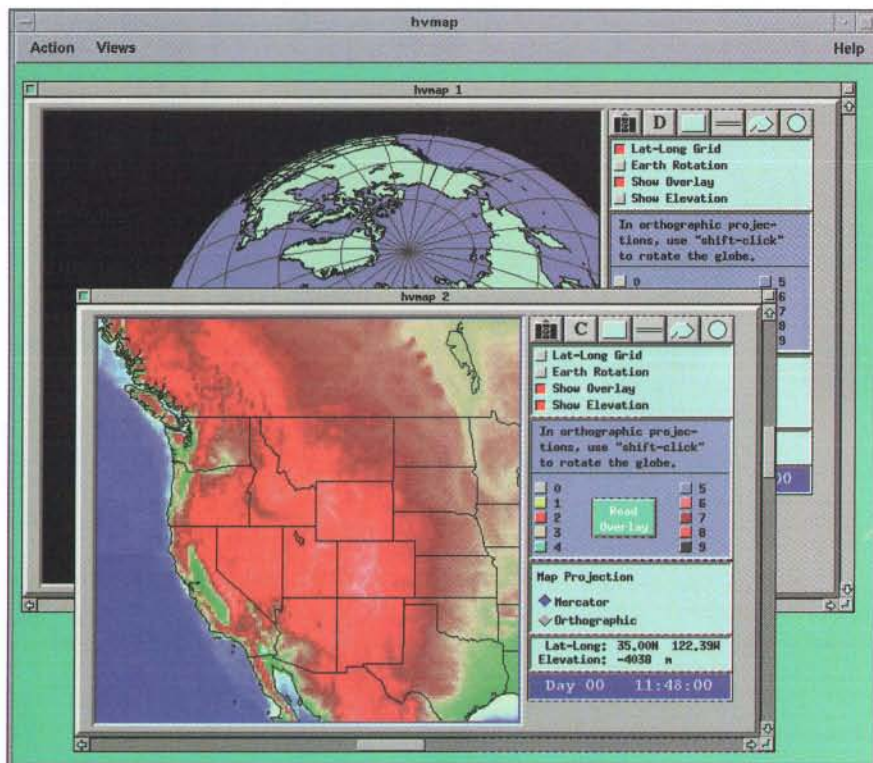 hvmap
Action Views Help
hvmap 1
D
Lat-Long Grid
Earth Rotation
Show Overlay
Show Elevation
In orthographic projec-
tions, use "shift-click"
to rotate the globe.
0 5
6
7
8
9
00
hvmap 2
C
Lat-Long Grid
Earth Rotation
Show Overlay
Show Elevation
In orthographic projec-
tions, use "shift-click"
to rotate the globe.
0 5
1 6
2 7
3 8
4 9
Read
Overlay
Map Projection
Mercator
Orthographic
Lat-Long: 35.00N 122.39W
Elevation: -4038 m
Day 00 11:48:00